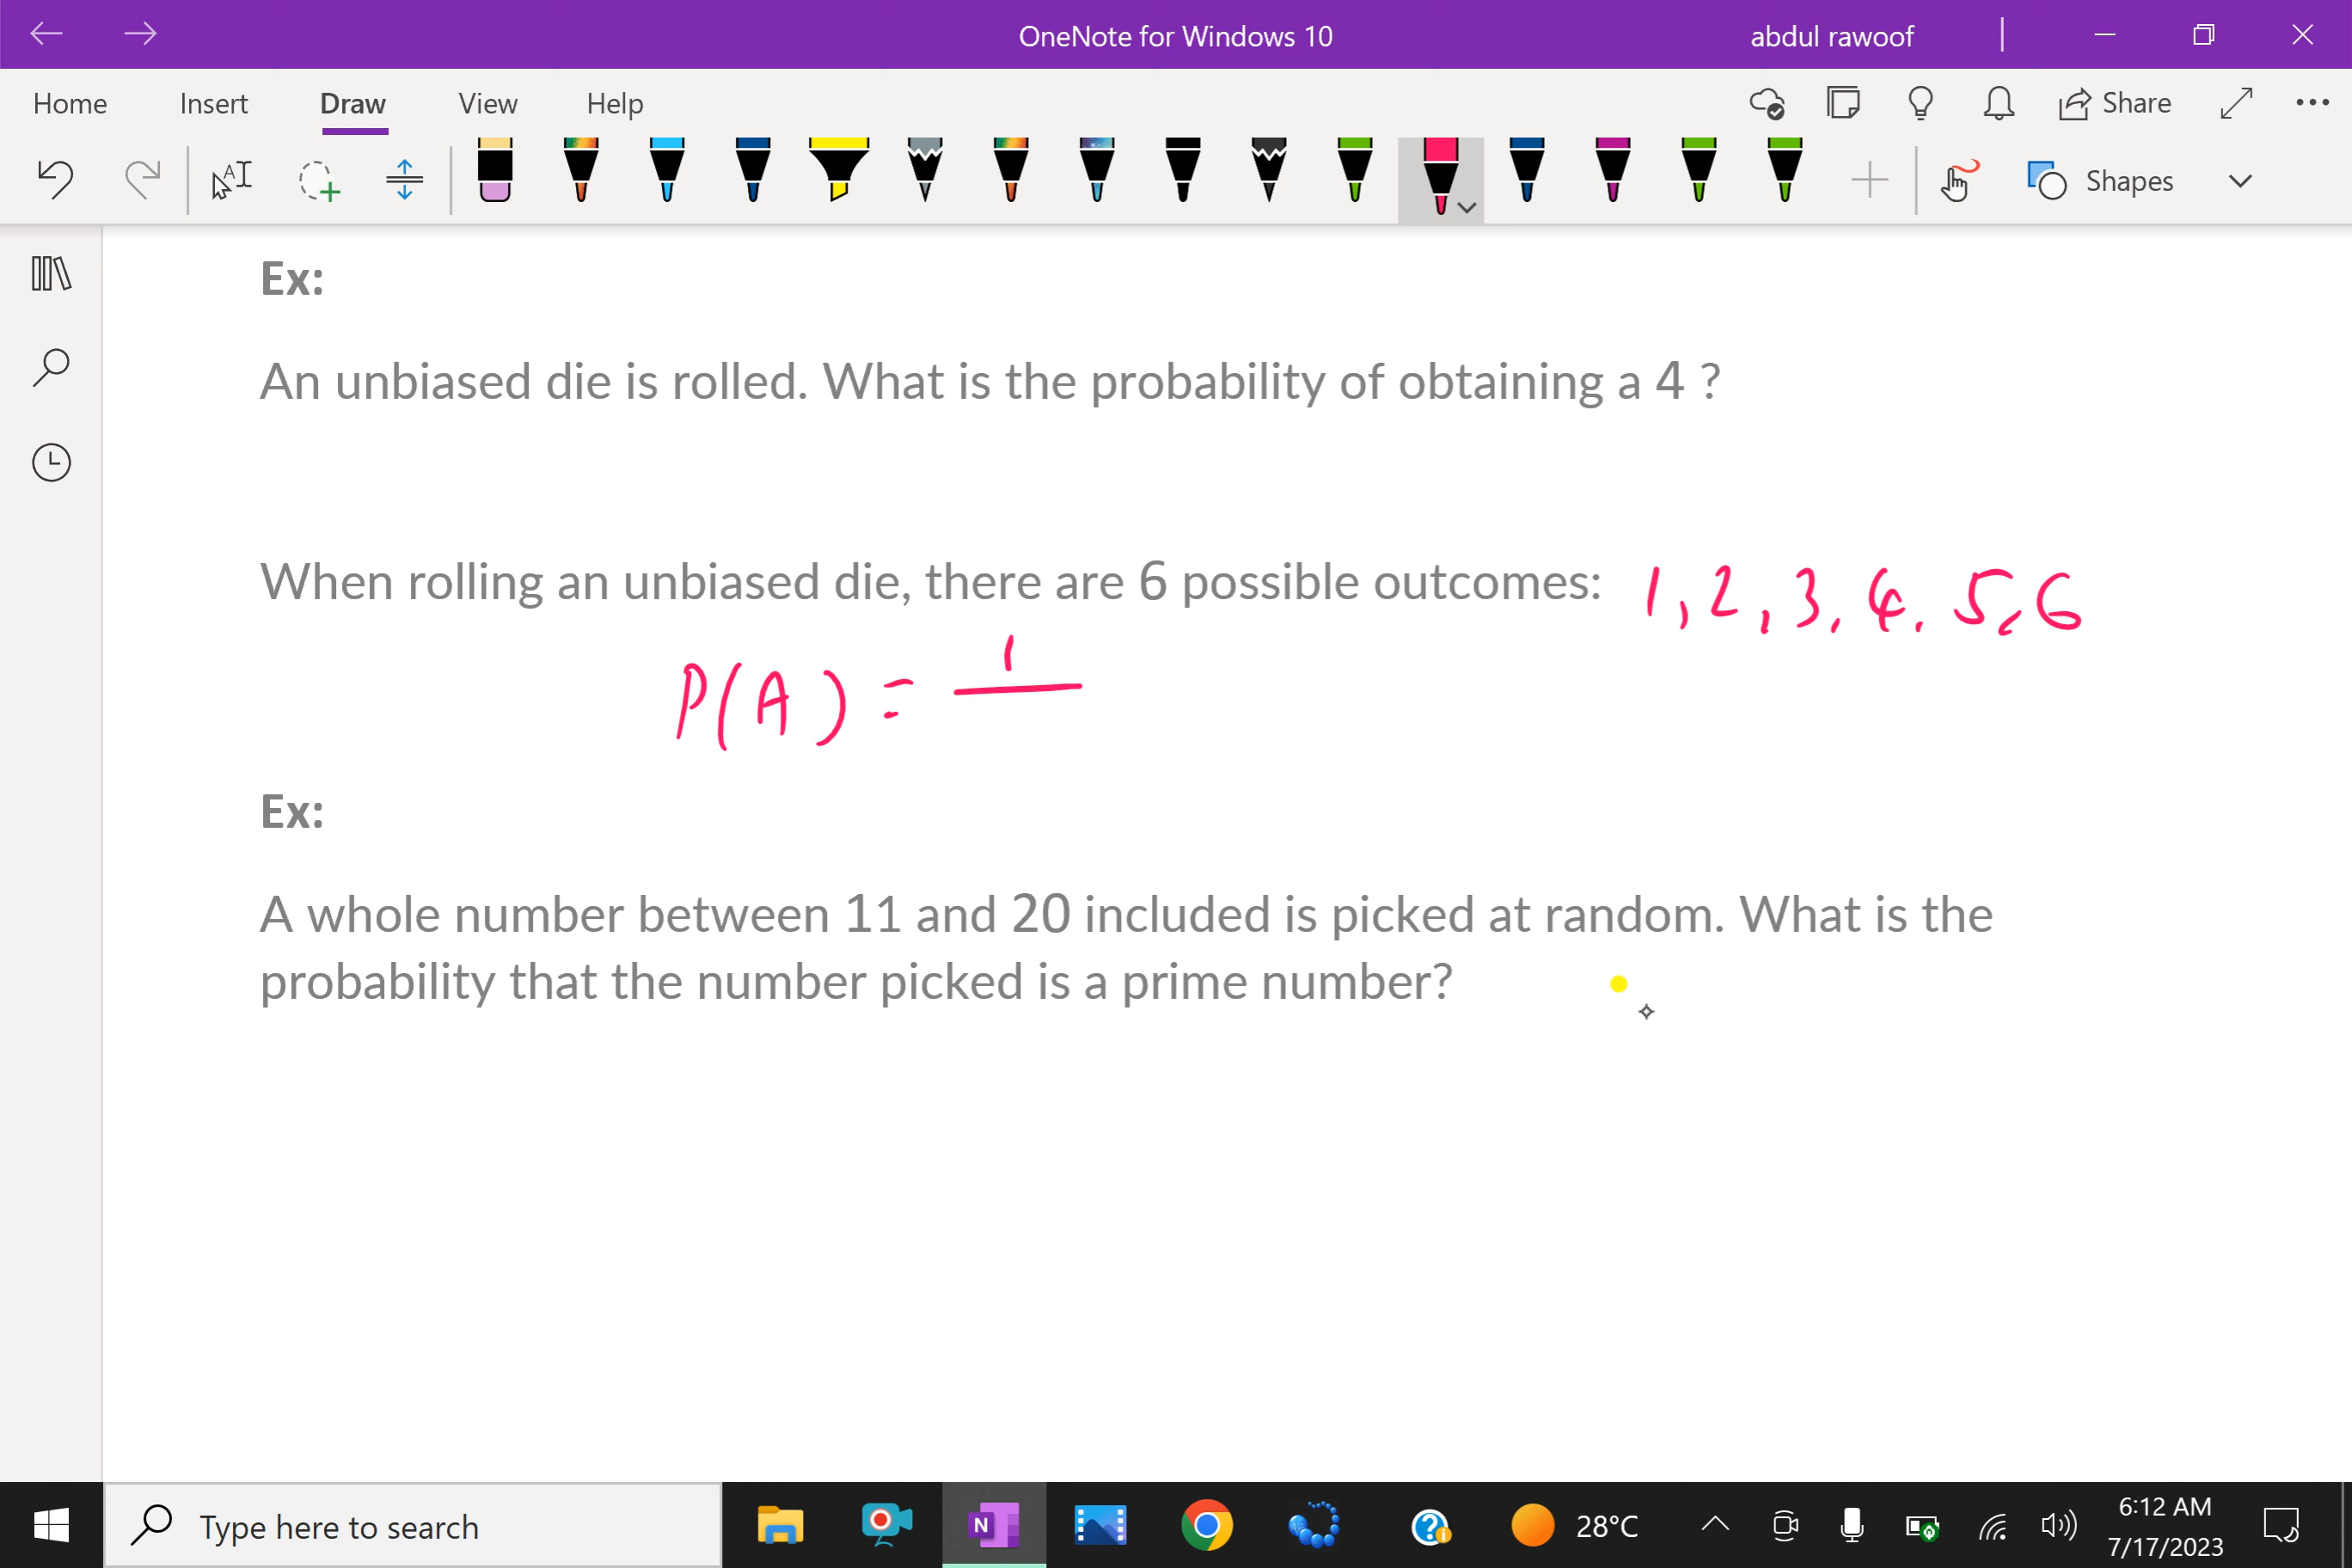 OneNote for Windows 10
abdul rawoof
Home Insert Draw View Help
Share
Shapes
Ex:
An unbiased die is rolled. What is the probability of obtaining a 4 ?
When rolling an unbiased die, there are 6 possible outcomes: 1, 2, 3, 4, 5, 6
P(A) = 1
Ex:
A whole number between 11 and 20 included is picked at random. What is the
probability that the number picked is a prime number?
Type here to search
28°C
6:12 AM
7/17/2023